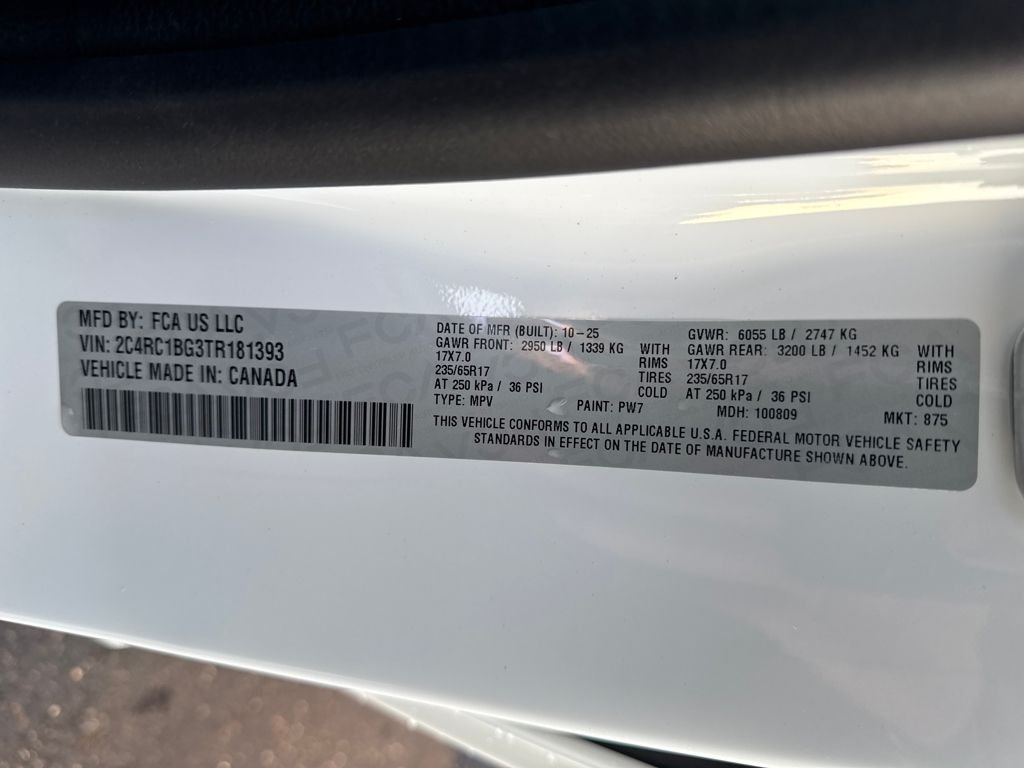 MFD BY: FCA US LLC
VIN: 2C4RC1BG3TR181393
VEHICLE MADE IN: CANADA
DATE OF MFR (BUILT): 10-25
GAWR FRONT: 2950 LB / 1339 KG WITH
17X7.0 RIMS
235/65R17 TIRES
AT 250 kPa / 36 PSI COLD
TYPE: MPV PAINT: PW7
GVWR: 6055 LB / 2747 KG
GAWR REAR: 3200 LB / 1452 KG WITH
17X7.0 RIMS
235/65R17 TIRES
AT 250 kPa / 36 PSI COLD
MDH: 100809 MKT: 875
THIS VEHICLE CONFORMS TO ALL APPLICABLE U.S.A. FEDERAL MOTOR VEHICLE SAFETY
STANDARDS IN EFFECT ON THE DATE OF MANUFACTURE SHOWN ABOVE.